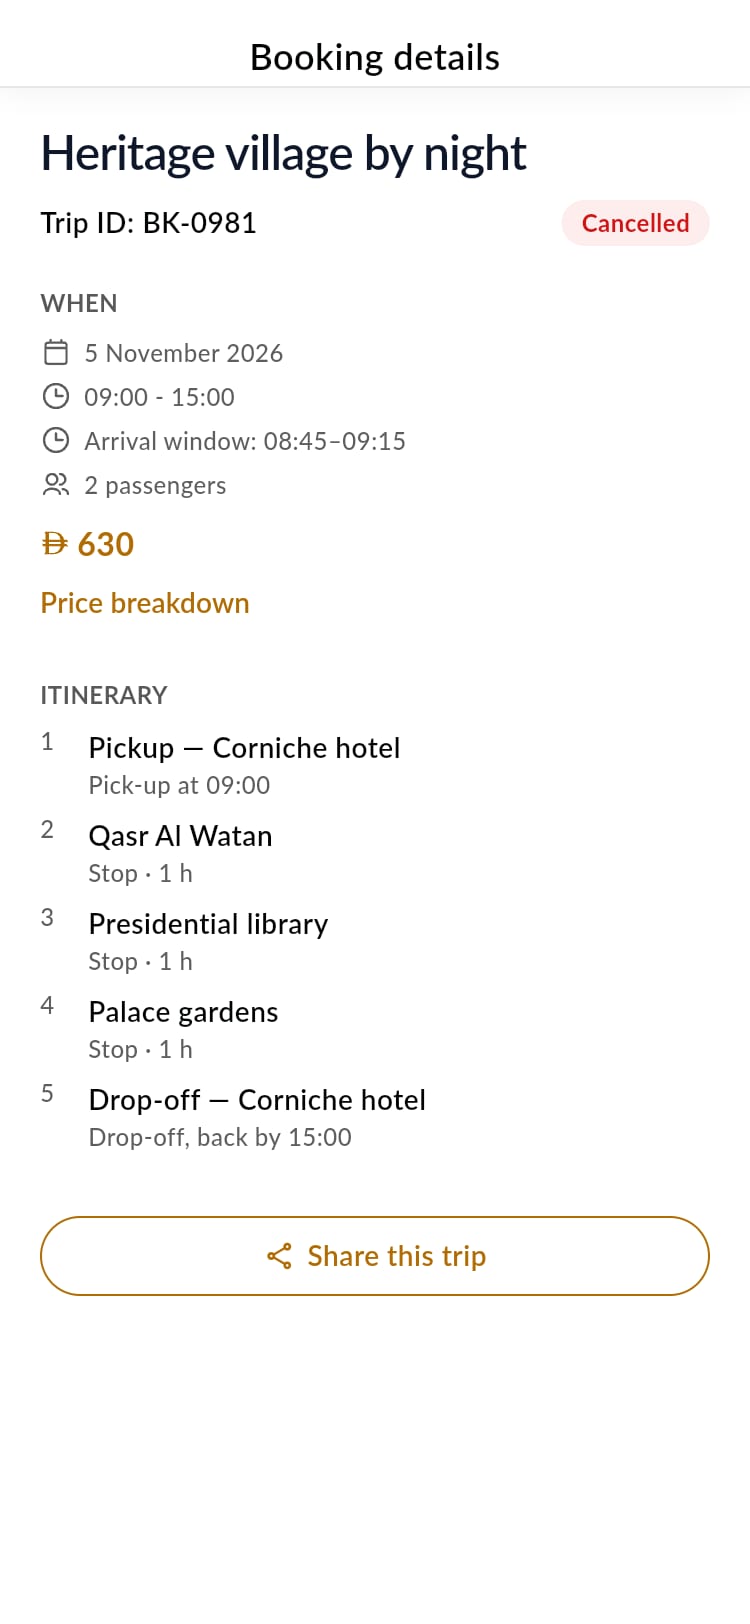 Booking details
Heritage village by night
Trip ID: BK-0981
Cancelled
WHEN
5 November 2026
09:00 - 15:00
Arrival window: 08:45–09:15
2 passengers
630
Price breakdown
ITINERARY
1
Pickup — Corniche hotel
Pick-up at 09:00
2
Qasr Al Watan
Stop · 1 h
3
Presidential library
Stop · 1 h
4
Palace gardens
Stop · 1 h
5
Drop-off — Corniche hotel
Drop-off, back by 15:00
Share this trip